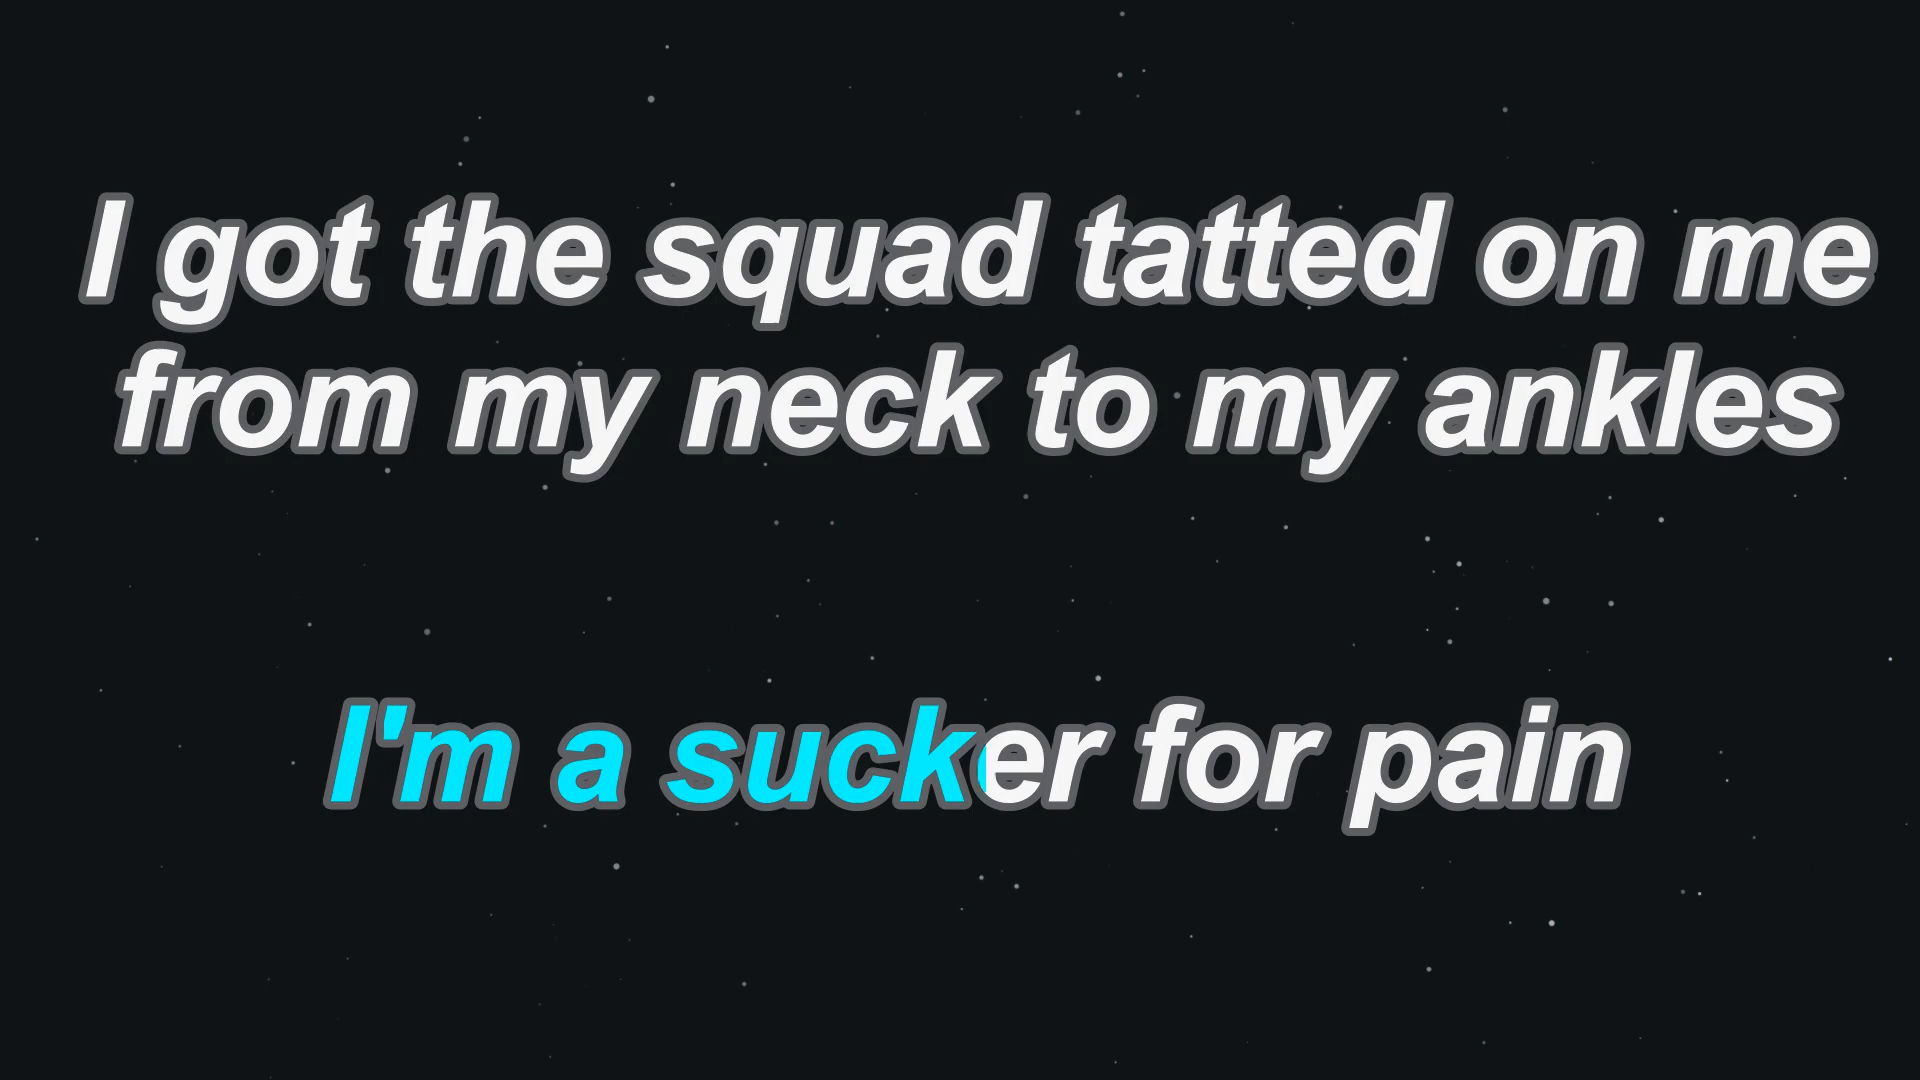 I got the squad tatted on me
from my neck to my ankles
I'm a sucker for pain